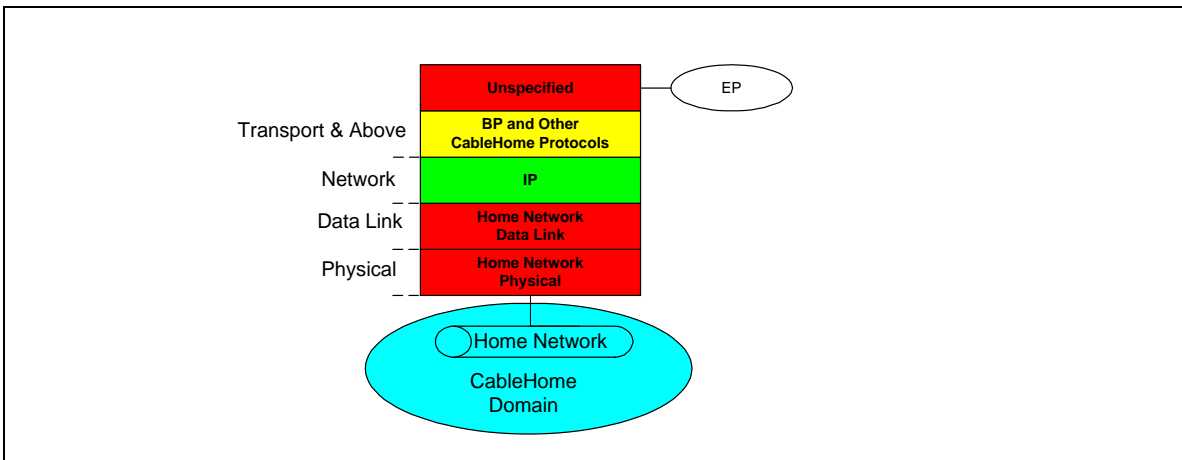 Unspecified
EP
Transport & Above
BP and Other
CableHome Protocols
Network
IP
Data Link
Home Network
Data Link
Physical
Home Network
Physical
Home Network
CableHome
Domain